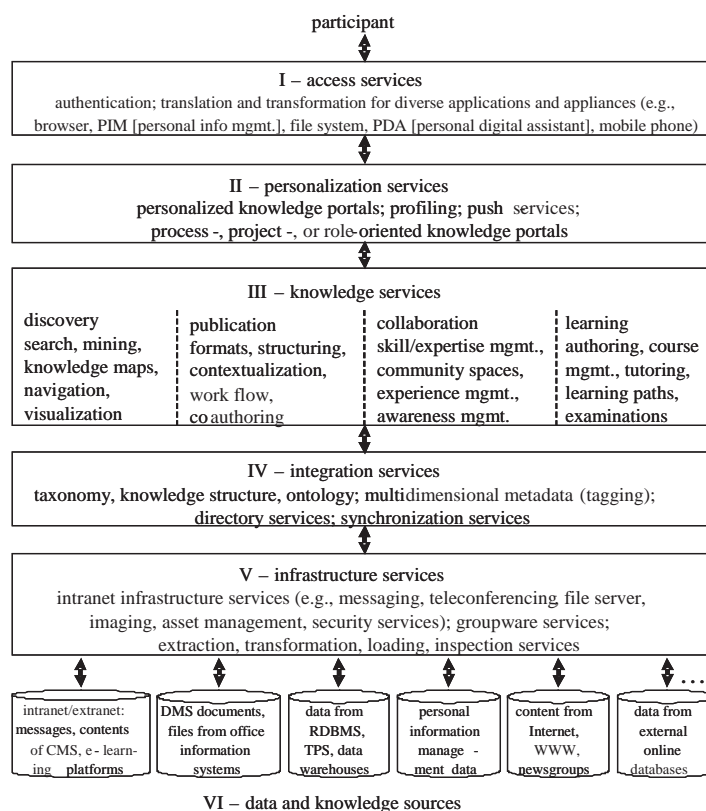 participant
I – access services
authentication; translation and transformation for diverse applications and appliances (e.g.,
browser, PIM [personal info mgmt.], file system, PDA [personal digital assistant], mobile phone)
II – personalization services
personalized knowledge portals; profiling; push services;
process -, project -, or role-oriented knowledge portals
III – knowledge services
discovery
search, mining,
knowledge maps,
navigation,
visualization
publication
formats, structuring,
contextualization,
work flow,
co authoring
collaboration
skill/expertise mgmt.,
community spaces,
experience mgmt.,
awareness mgmt.
learning
authoring, course
mgmt., tutoring,
learning paths,
examinations
IV – integration services
taxonomy, knowledge structure, ontology; multidimensional metadata (tagging);
directory services; synchronization services
V – infrastructure services
intranet infrastructure services (e.g., messaging, teleconferencing, file server,
imaging, asset management, security services); groupware services;
extraction, transformation, loading, inspection services
intranet/extranet:
messages, contents
of CMS, e - learn-
ing platforms
DMS documents,
files from office
information
systems
data from
RDBMS,
TPS, data
warehouses
personal
information
manage -
ment data
content from
Internet,
WWW,
newsgroups
data from
external
online
databases
...
VI – data and knowledge sources